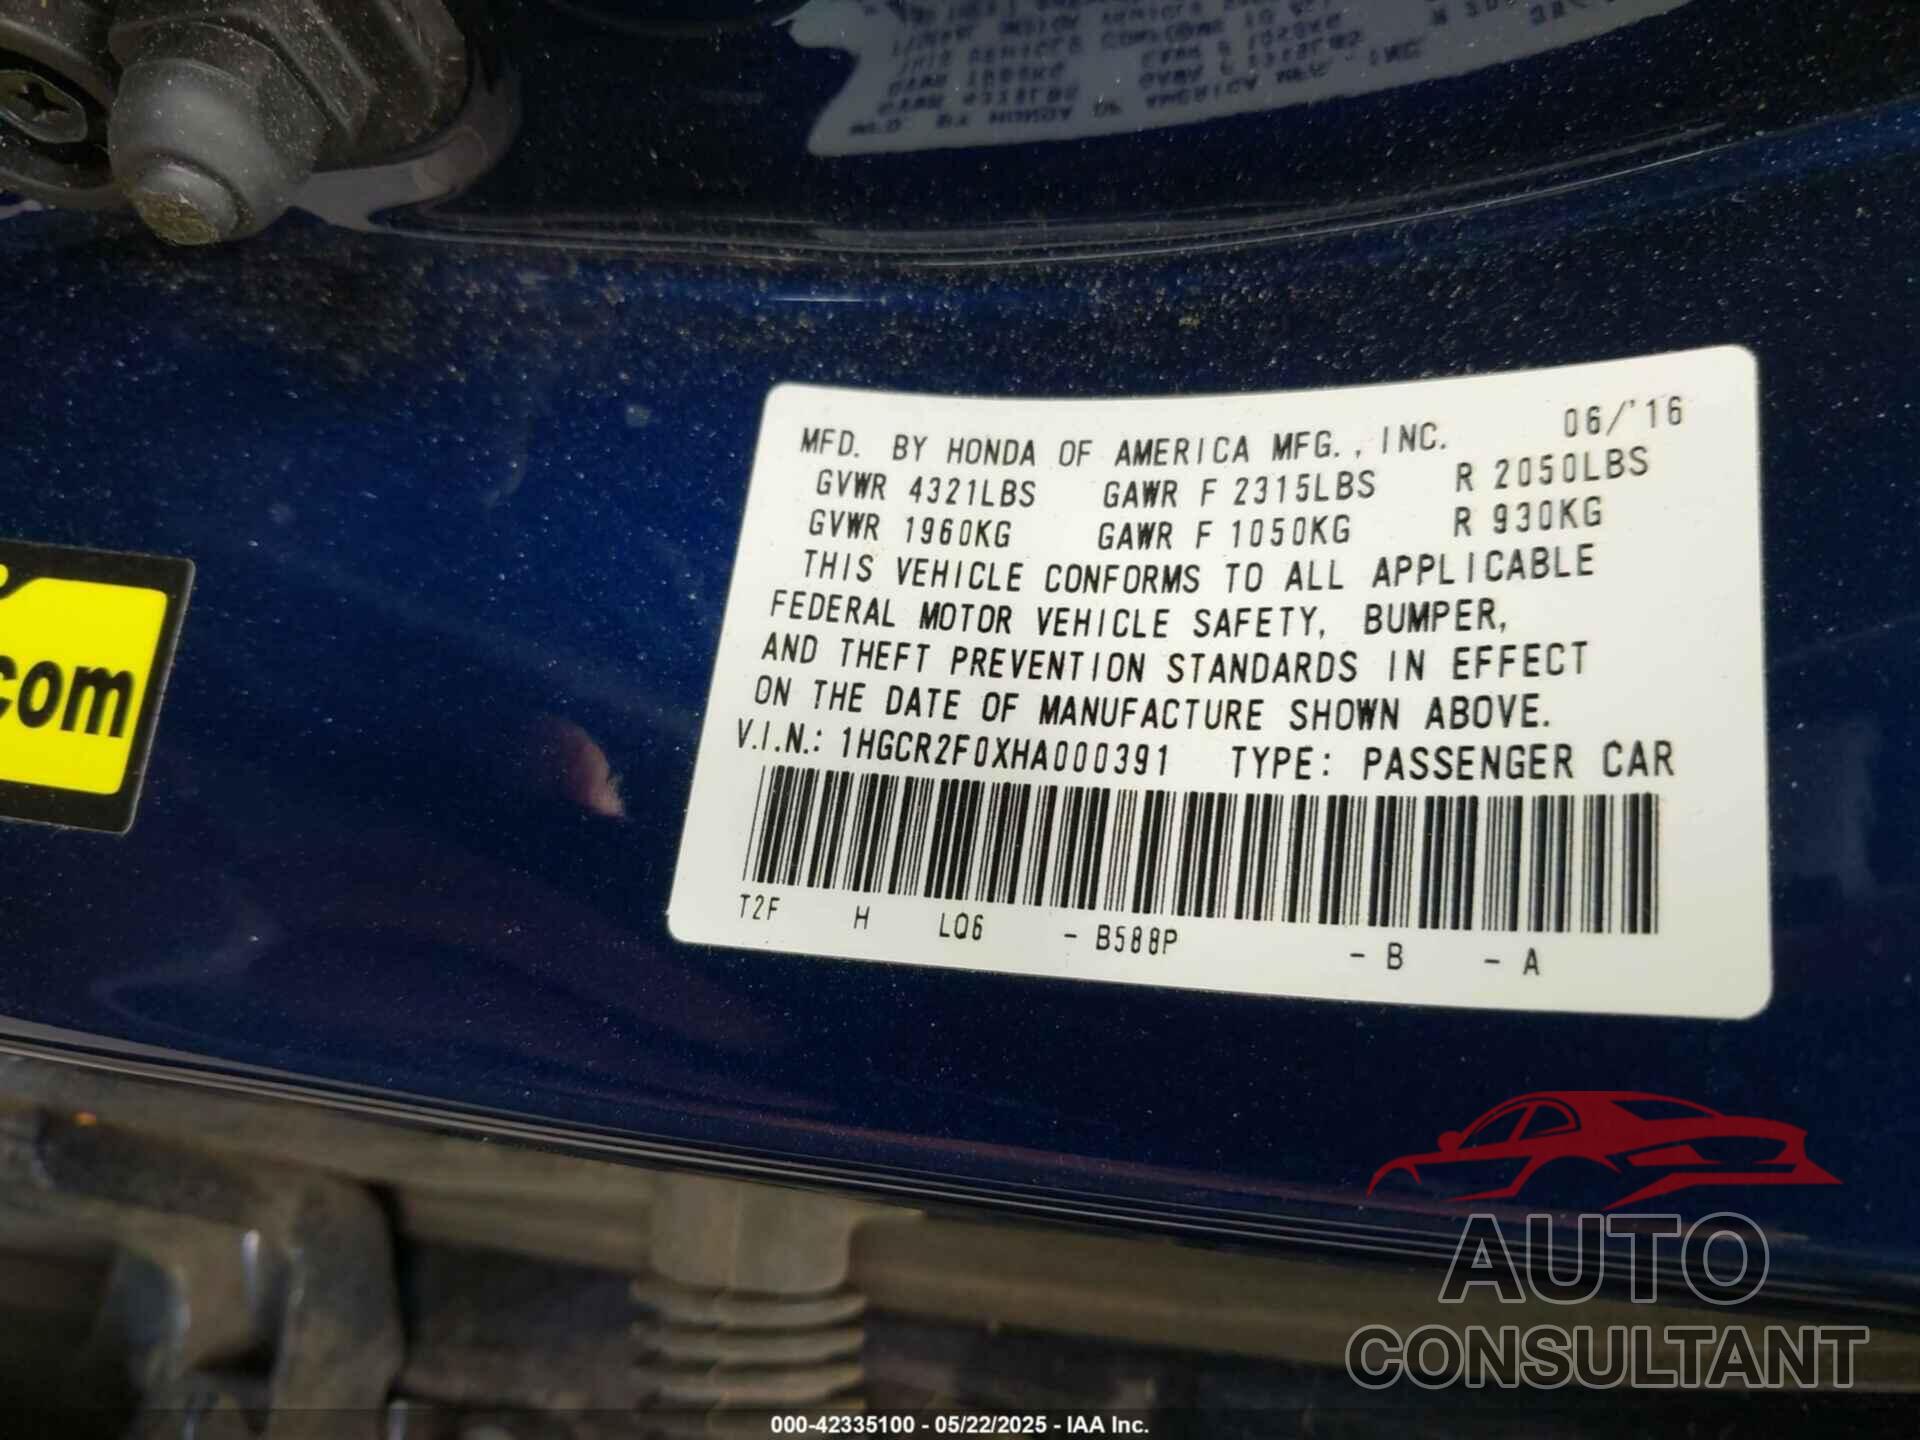 MFD. BY HONDA OF AMERICA MFG., INC. 06/'16
GVWR 4321LBS GAWR F 2315LBS R 2050LBS
GVWR 1960KG GAWR F 1050KG R 930KG
THIS VEHICLE CONFORMS TO ALL APPLICABLE
FEDERAL MOTOR VEHICLE SAFETY, BUMPER,
AND THEFT PREVENTION STANDARDS IN EFFECT
ON THE DATE OF MANUFACTURE SHOWN ABOVE.
V.I.N.: 1HGCR2F0XHA000391 TYPE: PASSENGER CAR
T2F H LQ6 - B588P - B - A
com
AUTO
CONSULTANT
000-42335100 - 05/22/2025 - IAA Inc.